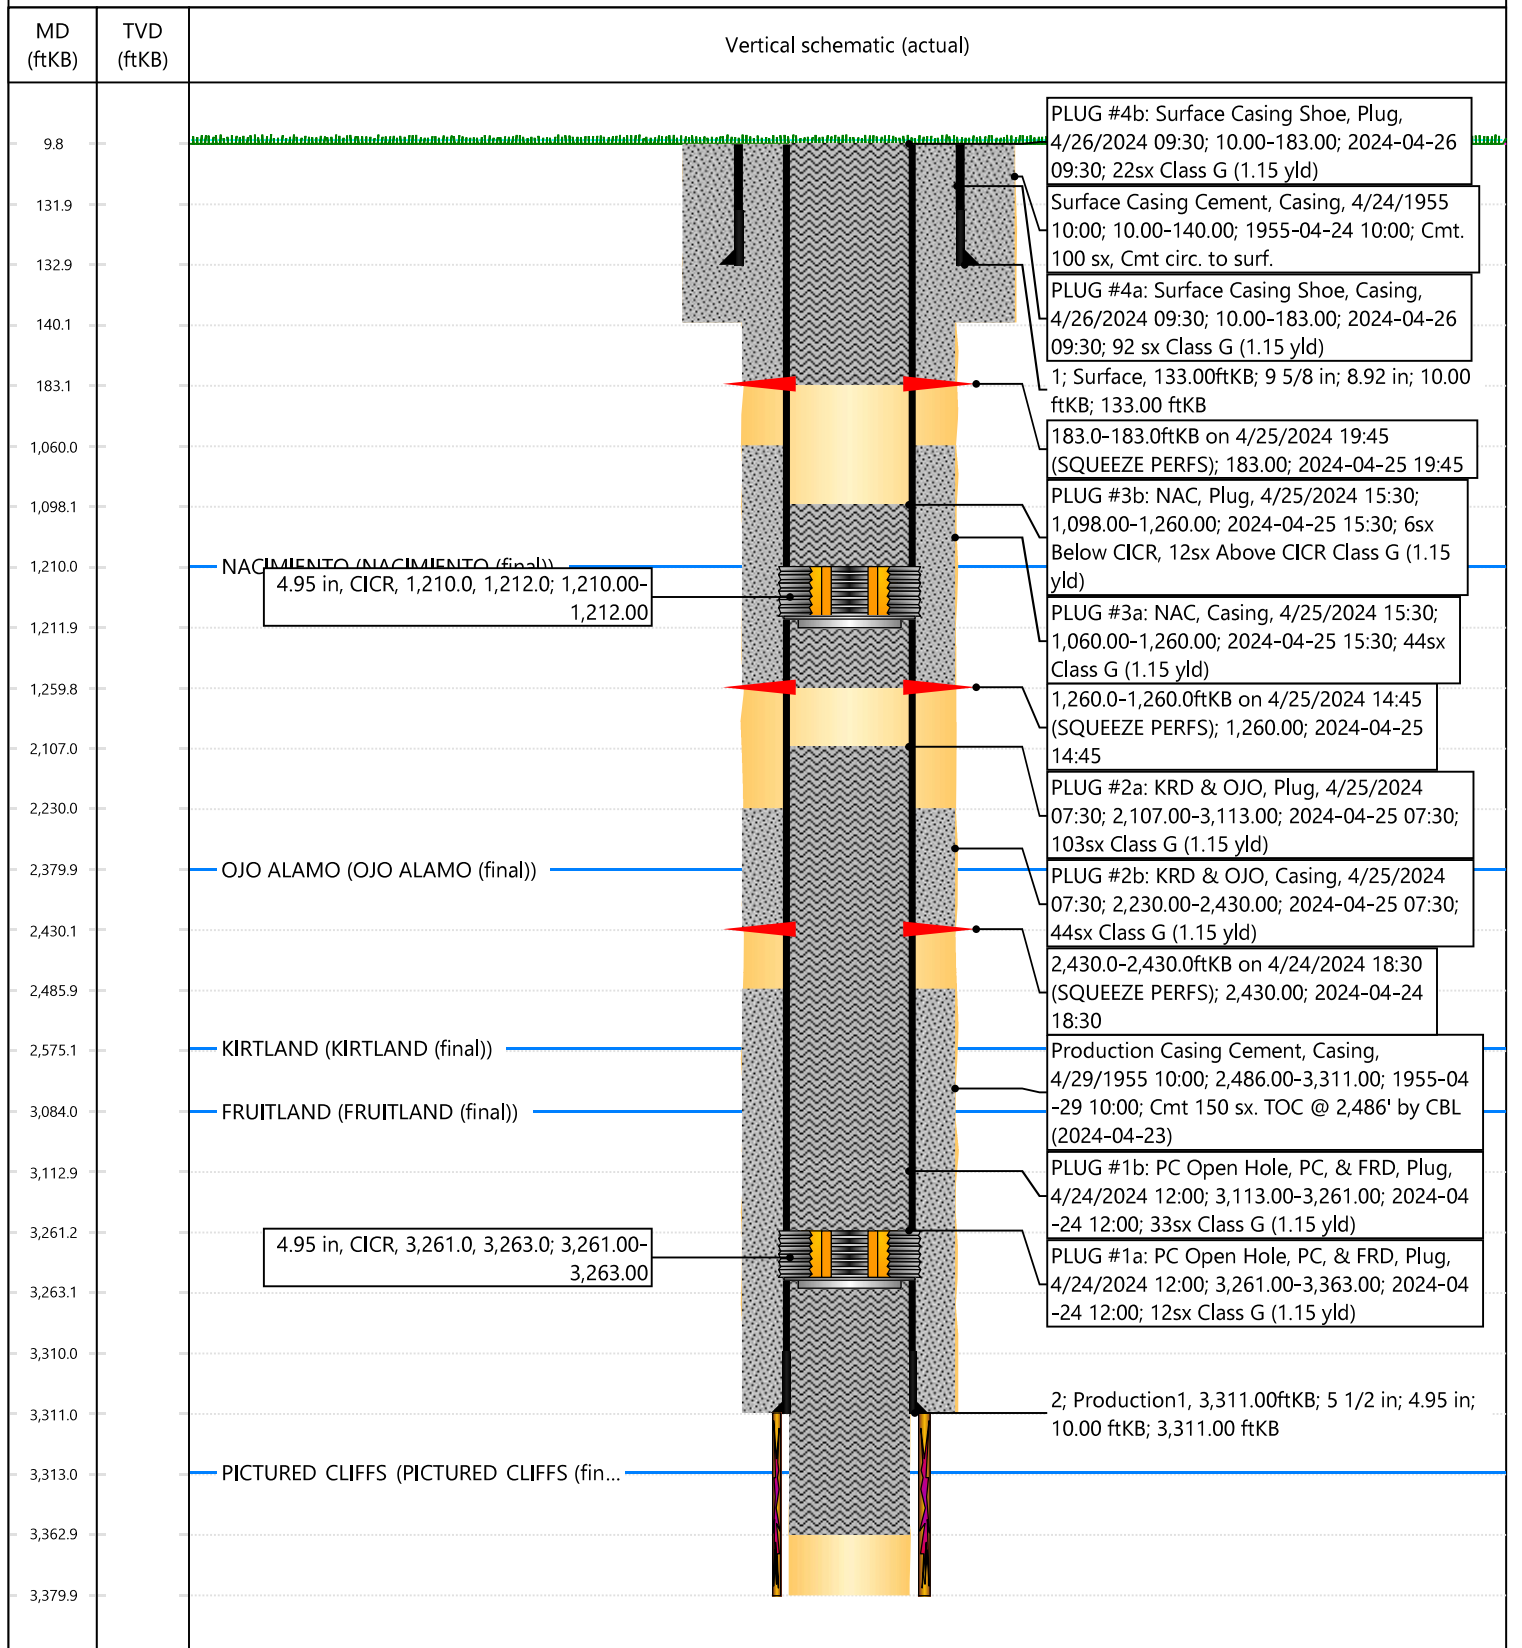 MD
(ftKB)
TVD
(ftKB)
Vertical schematic (actual)
9.8
131.9
132.9
140.1
183.1
1,060.0
1,098.1
1,210.0
1,211.9
1,259.8
2,107.0
2,230.0
2,379.9
2,430.1
2,485.9
2,575.1
3,084.0
3,112.9
3,261.2
3,263.1
3,310.0
3,311.0
3,313.0
3,362.9
3,379.9
NACIMIENTO (NACIMIENTO (final))
4.95 in, CICR, 1,210.0, 1,212.0; 1,210.00-
1,212.00
OJO ALAMO (OJO ALAMO (final))
KIRTLAND (KIRTLAND (final))
FRUITLAND (FRUITLAND (final))
4.95 in, CICR, 3,261.0, 3,263.0; 3,261.00-
3,263.00
PICTURED CLIFFS (PICTURED CLIFFS (fin...
PLUG #4b: Surface Casing Shoe, Plug,
4/26/2024 09:30; 10.00-183.00; 2024-04-26
09:30; 22sx Class G (1.15 yld)
Surface Casing Cement, Casing, 4/24/1955
10:00; 10.00-140.00; 1955-04-24 10:00; Cmt.
100 sx, Cmt circ. to surf.
PLUG #4a: Surface Casing Shoe, Casing,
4/26/2024 09:30; 10.00-183.00; 2024-04-26
09:30; 92 sx Class G (1.15 yld)
1; Surface, 133.00ftKB; 9 5/8 in; 8.92 in; 10.00
ftKB; 133.00 ftKB
183.0-183.0ftKB on 4/25/2024 19:45
(SQUEEZE PERFS); 183.00; 2024-04-25 19:45
PLUG #3b: NAC, Plug, 4/25/2024 15:30;
1,098.00-1,260.00; 2024-04-25 15:30; 6sx
Below CICR, 12sx Above CICR Class G (1.15
yld)
PLUG #3a: NAC, Casing, 4/25/2024 15:30;
1,060.00-1,260.00; 2024-04-25 15:30; 44sx
Class G (1.15 yld)
1,260.0-1,260.0ftKB on 4/25/2024 14:45
(SQUEEZE PERFS); 1,260.00; 2024-04-25
14:45
PLUG #2a: KRD & OJO, Plug, 4/25/2024
07:30; 2,107.00-3,113.00; 2024-04-25 07:30;
103sx Class G (1.15 yld)
PLUG #2b: KRD & OJO, Casing, 4/25/2024
07:30; 2,230.00-2,430.00; 2024-04-25 07:30;
44sx Class G (1.15 yld)
2,430.0-2,430.0ftKB on 4/24/2024 18:30
(SQUEEZE PERFS); 2,430.00; 2024-04-24
18:30
Production Casing Cement, Casing,
4/29/1955 10:00; 2,486.00-3,311.00; 1955-04
-29 10:00; Cmt 150 sx. TOC @ 2,486' by CBL
(2024-04-23)
PLUG #1b: PC Open Hole, PC, & FRD, Plug,
4/24/2024 12:00; 3,113.00-3,261.00; 2024-04
-24 12:00; 33sx Class G (1.15 yld)
PLUG #1a: PC Open Hole, PC, & FRD, Plug,
4/24/2024 12:00; 3,261.00-3,363.00; 2024-04
-24 12:00; 12sx Class G (1.15 yld)
2; Production1, 3,311.00ftKB; 5 1/2 in; 4.95 in;
10.00 ftKB; 3,311.00 ftKB